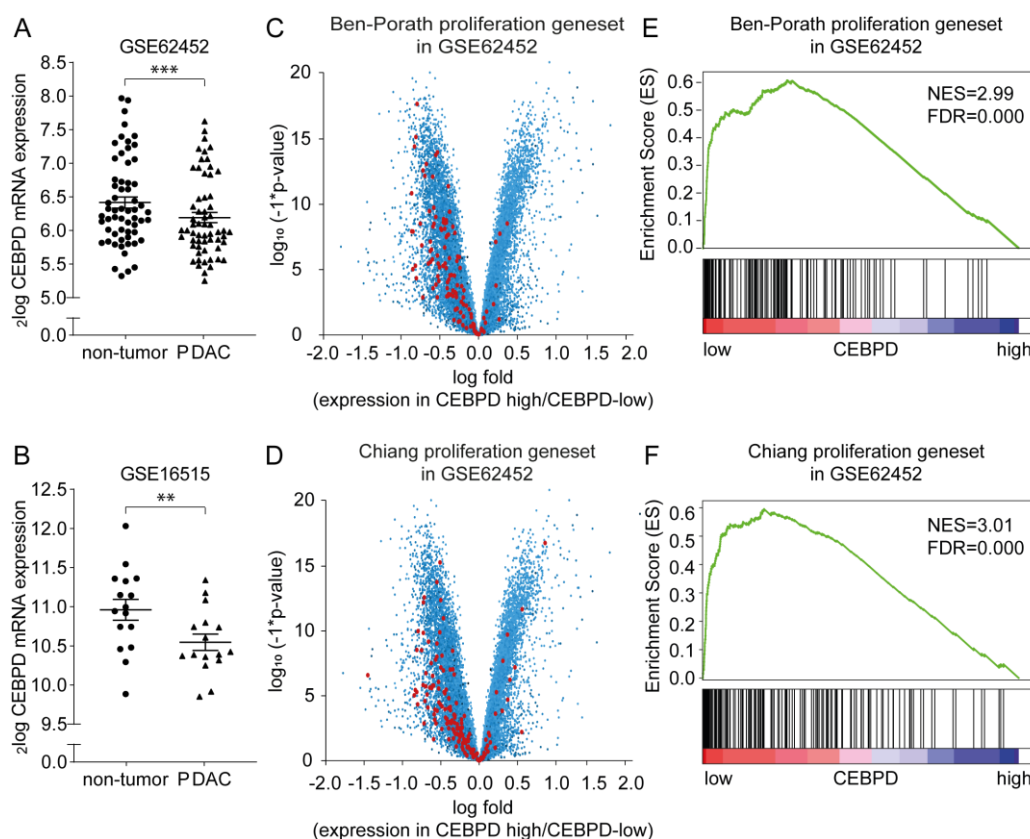 A
GSE62452
***
2log CEBPD mRNA expression
8.5
8.0
7.5
7.0
6.5
6.0
5.5
5.0
0.0
non-tumor PDAC
B
GSE16515
**
2log CEBPD mRNA expression
12.5
12.0
11.5
11.0
10.5
10.0
9.5
0.0
non-tumor PDAC
C
Ben-Porath proliferation geneset
in GSE62452
log10 (-1*p-value)
20
15
10
5
0
-2.0 -1.5 -1.0 -0.5 0.0 0.5 1.0 1.5 2.0
log fold
(expression in CEBPD high/CEBPD-low)
D
Chiang proliferation geneset
in GSE62452
log10 (-1*p-value)
20
15
10
5
0
-2.0 -1.5 -1.0 -0.5 0.0 0.5 1.0 1.5 2.0
log fold
(expression in CEBPD high/CEBPD-low)
E
Ben-Porath proliferation geneset
in GSE62452
Enrichment Score (ES)
0.6
0.5
0.4
0.3
0.2
0.1
0.0
NES=2.99
FDR=0.000
low CEBPD high
F
Chiang proliferation geneset
in GSE62452
Enrichment Score (ES)
0.6
0.5
0.4
0.3
0.2
0.1
0.0
NES=3.01
FDR=0.000
low CEBPD high